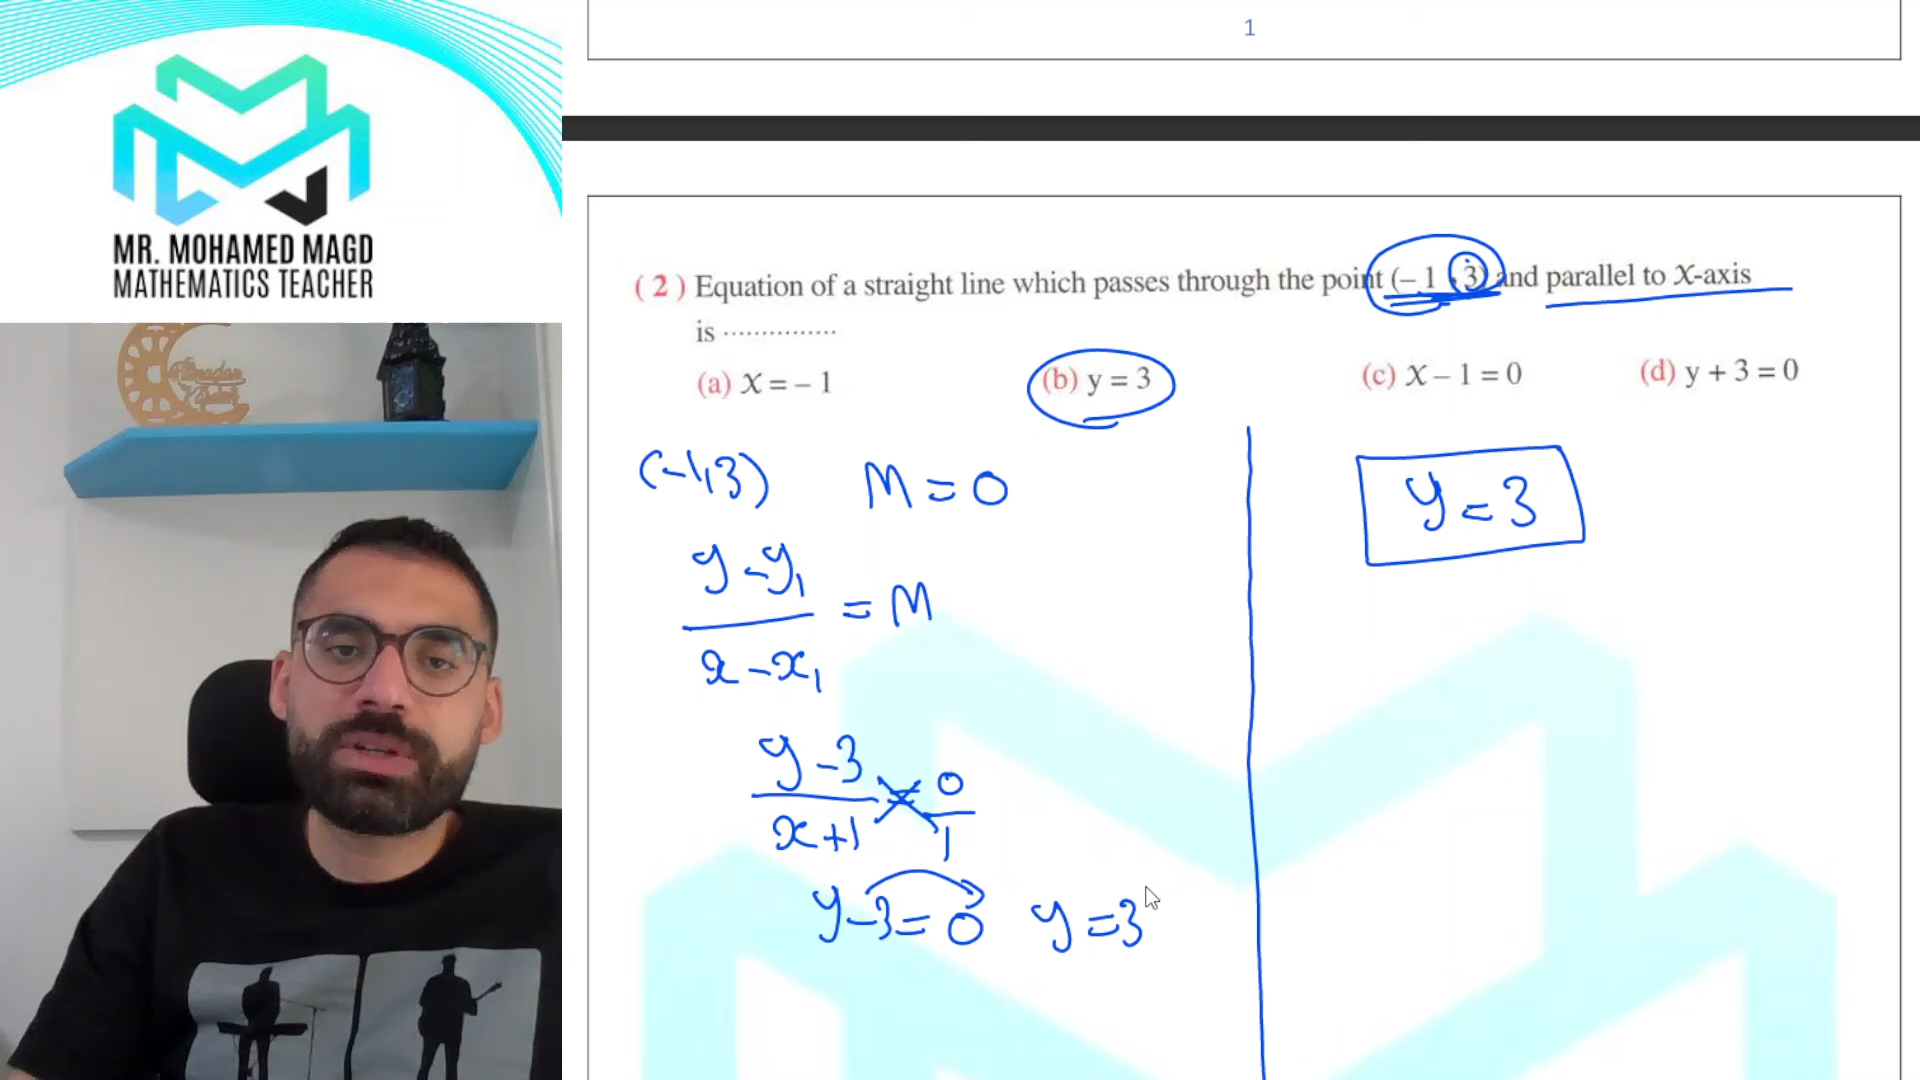 MR. MOHAMED MAGD
MATHEMATICS TEACHER
1
( 2 ) Equation of a straight line which passes through the point (– 1 , 3) and parallel to X-axis
is ...............
(a) X = – 1 (b) y = 3 (c) X – 1 = 0 (d) y + 3 = 0
(-1,3) M = 0
y - y₁ / x - x₁ = M
y - 3 / x + 1 = 0 / 1
y - 3 = 0 y = 3
y = 3